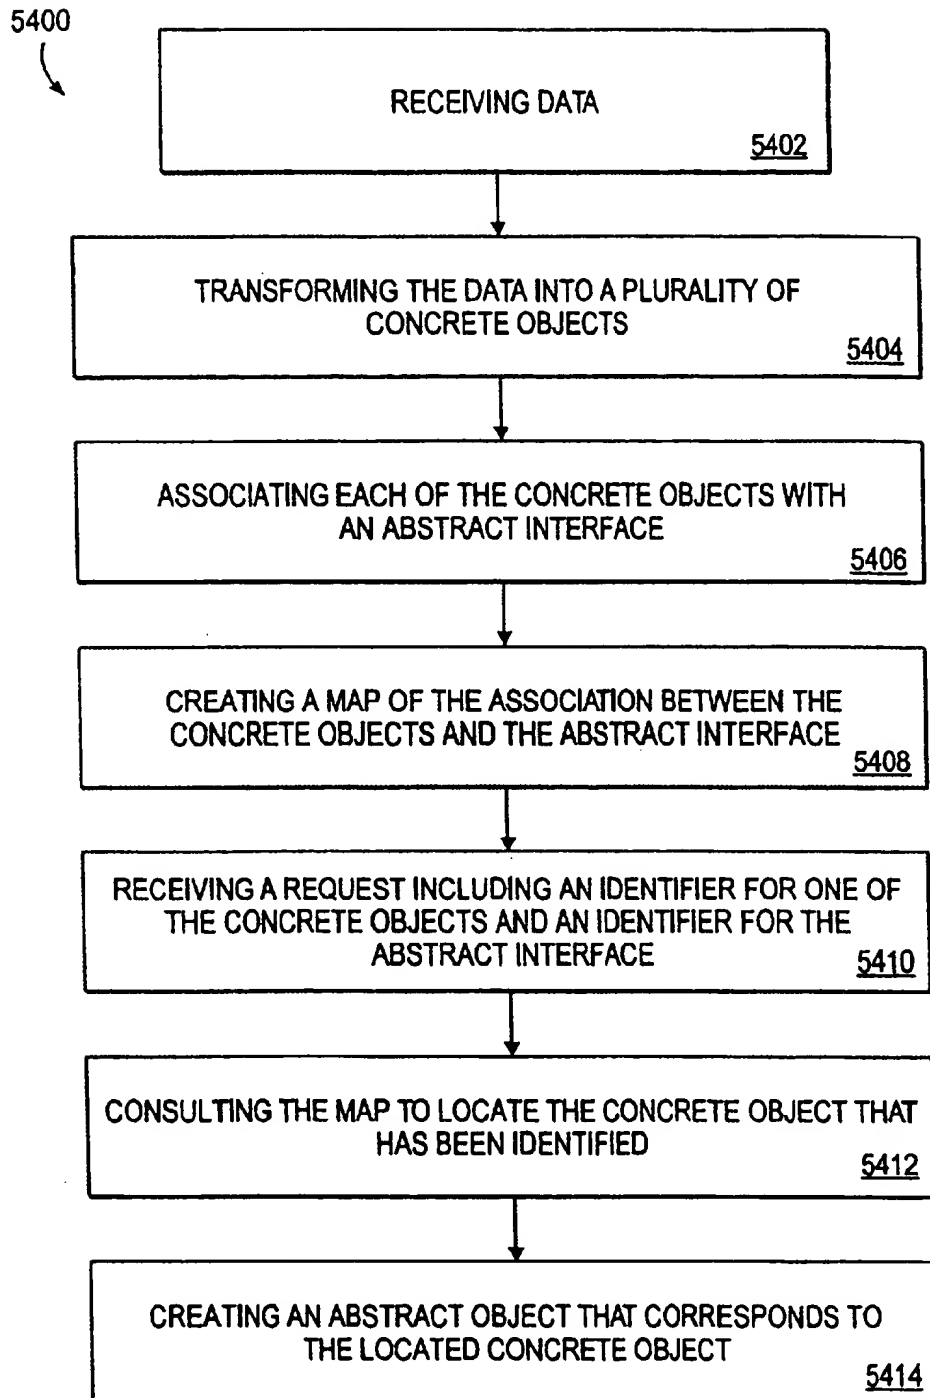 5400
RECEIVING DATA
5402
TRANSFORMING THE DATA INTO A PLURALITY OF
CONCRETE OBJECTS
5404
ASSOCIATING EACH OF THE CONCRETE OBJECTS WITH
AN ABSTRACT INTERFACE
5406
CREATING A MAP OF THE ASSOCIATION BETWEEN THE
CONCRETE OBJECTS AND THE ABSTRACT INTERFACE
5408
RECEIVING A REQUEST INCLUDING AN IDENTIFIER FOR ONE OF
THE CONCRETE OBJECTS AND AN IDENTIFIER FOR THE
ABSTRACT INTERFACE
5410
CONSULTING THE MAP TO LOCATE THE CONCRETE OBJECT THAT
HAS BEEN IDENTIFIED
5412
CREATING AN ABSTRACT OBJECT THAT CORRESPONDS TO
THE LOCATED CONCRETE OBJECT
5414